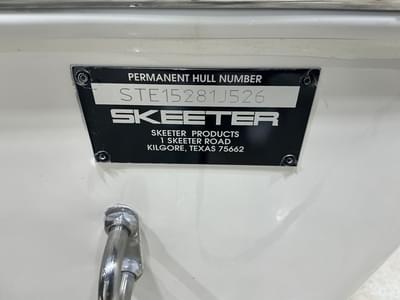 PERMANENT HULL NUMBER
STE15281J526
SKEETER
SKEETER PRODUCTS
1 SKEETER ROAD
KILGORE, TEXAS 75662